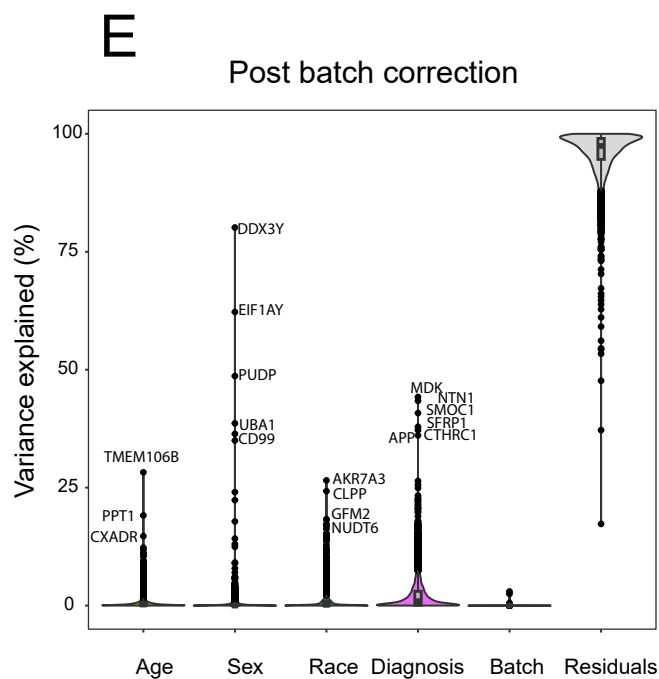 E
Post batch correction
Variance explained (%)
100
75
50
25
0
DDX3Y
EIF1AY
PUDP
UBA1
CD99
TMEM106B
PPT1
CXADR
AKR7A3
CLPP
GFM2
NUDT6
MDK
NTN1
SMOC1
SFRP1
APP CTHRC1
Age Sex Race Diagnosis Batch Residuals